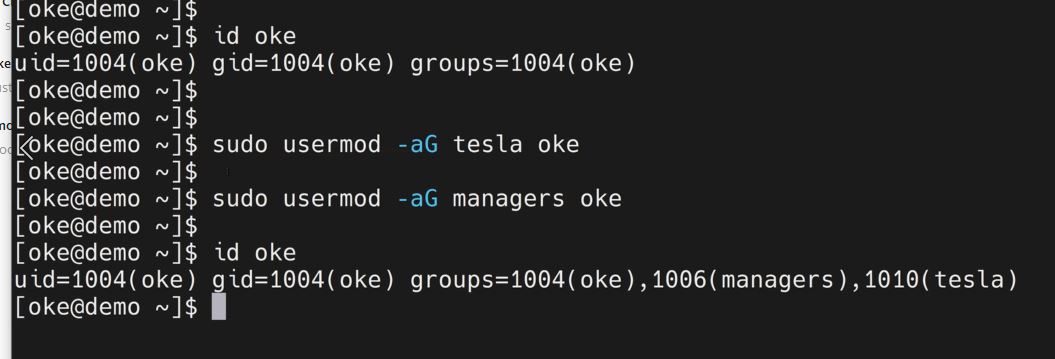 [oke@demo ~]$
[oke@demo ~]$ id oke
uid=1004(oke) gid=1004(oke) groups=1004(oke)
[oke@demo ~]$
[oke@demo ~]$
[oke@demo ~]$ sudo usermod -aG tesla oke
[oke@demo ~]$
[oke@demo ~]$ sudo usermod -aG managers oke
[oke@demo ~]$
[oke@demo ~]$ id oke
uid=1004(oke) gid=1004(oke) groups=1004(oke),1006(managers),1010(tesla)
[oke@demo ~]$